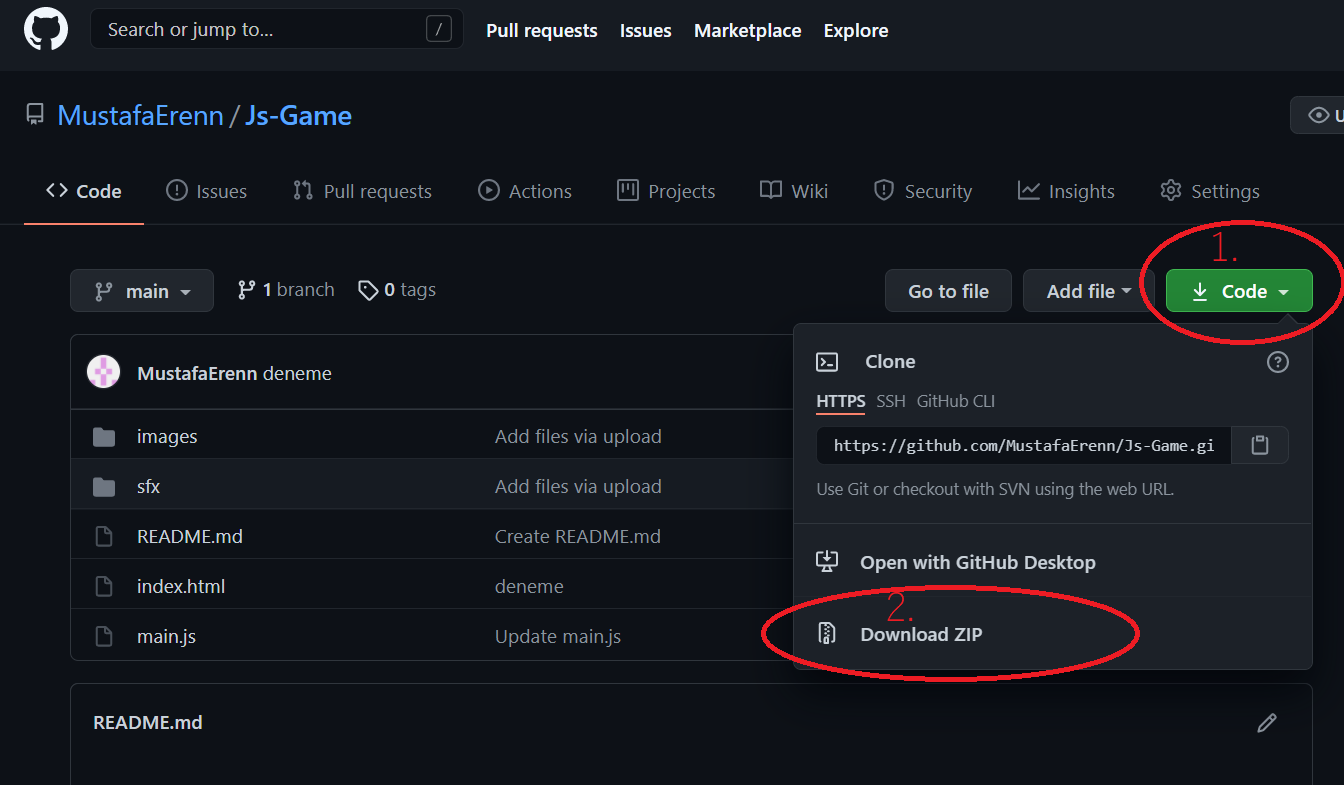 Search or jump to... /
Pull requests Issues Marketplace Explore
MustafaErenn / Js-Game
U
Code Issues Pull requests Actions Projects Wiki Security Insights Settings
1.
main 1 branch 0 tags Go to file Add file Code
MustafaErenn deneme
images Add files via upload
sfx Add files via upload
README.md Create README.md
index.html deneme
main.js Update main.js
Clone
HTTPS SSH GitHub CLI
https://github.com/MustafaErenn/Js-Game.gi
Use Git or checkout with SVN using the web URL.
Open with GitHub Desktop
2.
Download ZIP
README.md